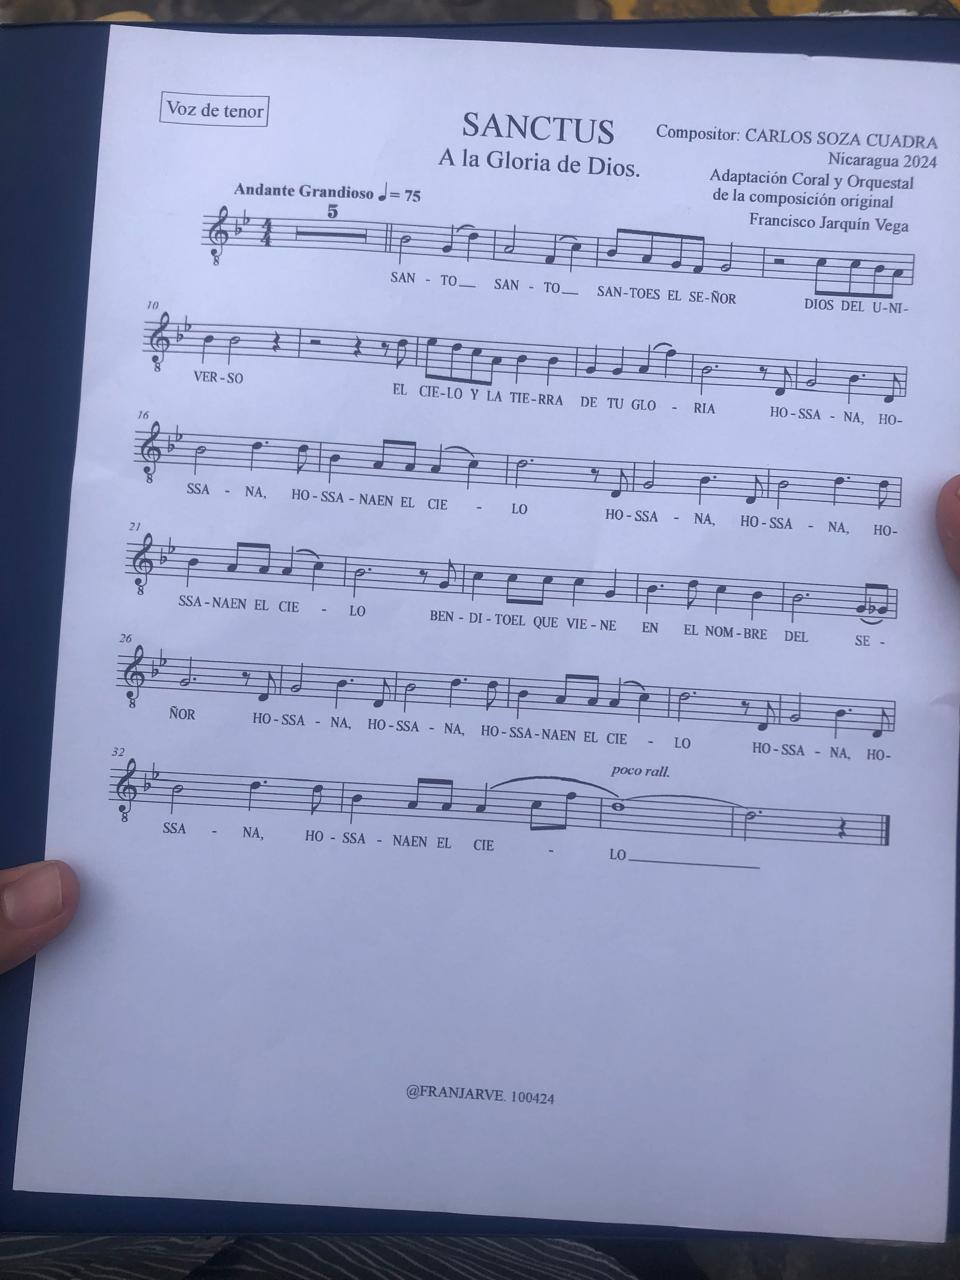 Voz de tenor
SANCTUS
A la Gloria de Dios.
Compositor: CARLOS SOZA CUADRA
Nicaragua 2024
Adaptación Coral y Orquestal
de la composición original
Francisco Jarquín Vega
Andante Grandioso ♩= 75
5
SAN - TO__ SAN - TO__ SAN-TOES EL SE-ÑOR DIOS DEL U-NI-
10
VER-SO EL CIE-LO Y LA TIE-RRA DE TU GLO - RIA HO-SSA - NA, HO-
16
SSA - NA, HO-SSA-NAEN EL CIE - LO HO-SSA - NA, HO-SSA - NA, HO-
21
SSA-NAEN EL CIE - LO BEN-DI-TOEL QUE VIE-NE EN EL NOM-BRE DEL SE -
26
ÑOR HO-SSA - NA, HO-SSA - NA, HO-SSA-NAEN EL CIE - LO HO-SSA - NA, HO-
32
poco rall.
SSA - NA, HO-SSA - NAEN EL CIE - LO____
@FRANJARVE. 100424